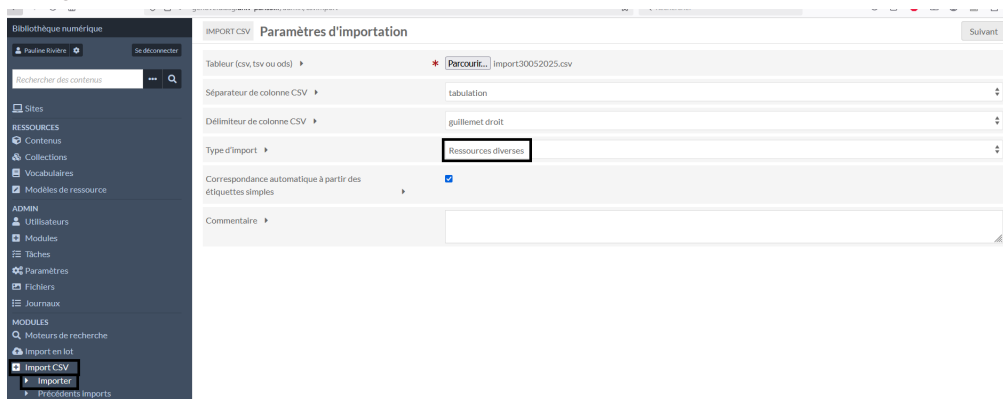 Bibliothèque numérique
Pauline Rivière
Se déconnecter
Rechercher des contenus
Sites
RESSOURCES
Contenus
Collections
Vocabulaires
Modèles de ressource
ADMIN
Utilisateurs
Modules
Tâches
Paramètres
Fichiers
Journaux
MODULES
Moteurs de recherche
Import en lot
Import CSV
Importer
Précédents imports
IMPORT CSV Paramètres d'importation
Suivant
Tableur (csv, tsv ou ods)
* Parcourir... Import30052025.csv
Séparateur de colonne CSV
tabulation
Délimiteur de colonne CSV
guillemet droit
Type d'import
Ressources diverses
Correspondance automatique à partir des
étiquettes simples
Commentaire